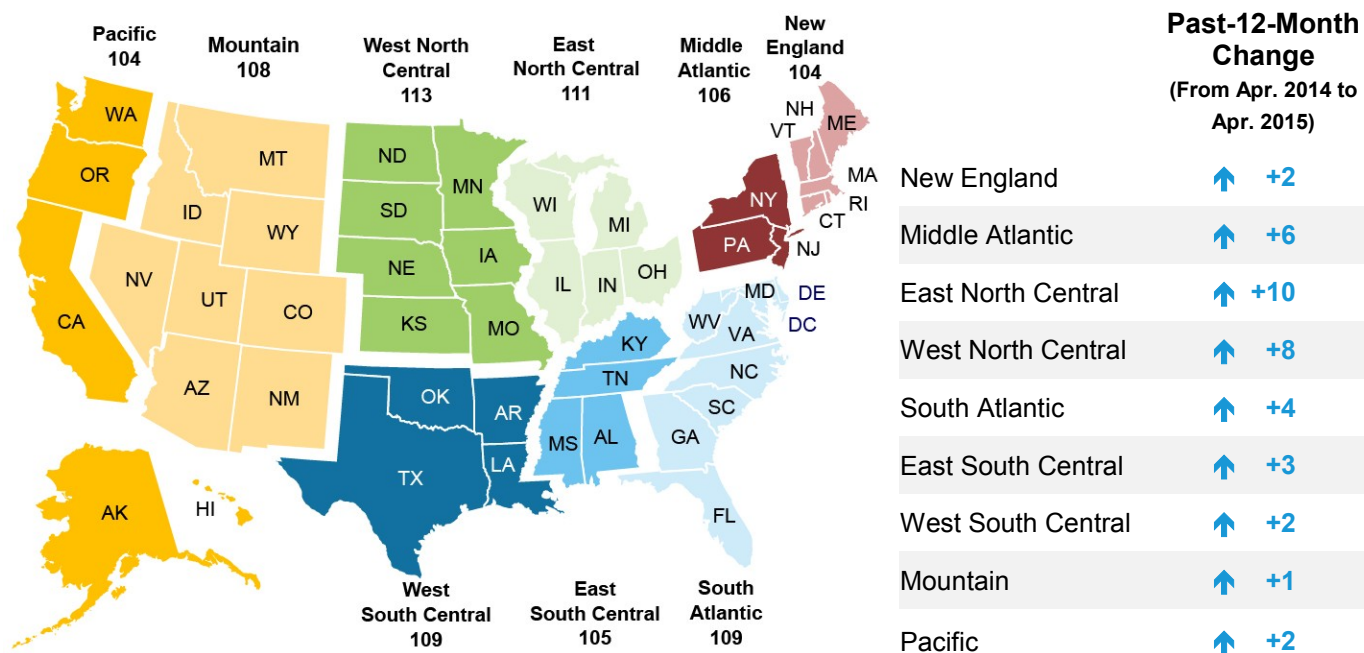 Pacific
104
Mountain
108
West North
Central
113
East
North Central
111
Middle
Atlantic
106
New
England
104
WA
OR
CA
AK
HI
MT
ID
WY
NV
UT
CO
AZ
NM
ND
SD
NE
KS
MN
IA
MO
WI
MI
IL
IN
OH
NY
PA
NJ
NH
VT
ME
MA
RI
CT
MD
DE
DC
WV
VA
NC
SC
GA
FL
KY
TN
MS
AL
OK
AR
TX
LA
West
South Central
109
East
South Central
105
South
Atlantic
109
Past-12-Month
Change
(From Apr. 2014 to
Apr. 2015)
New England +2
Middle Atlantic +6
East North Central +10
West North Central +8
South Atlantic +4
East South Central +3
West South Central +2
Mountain +1
Pacific +2